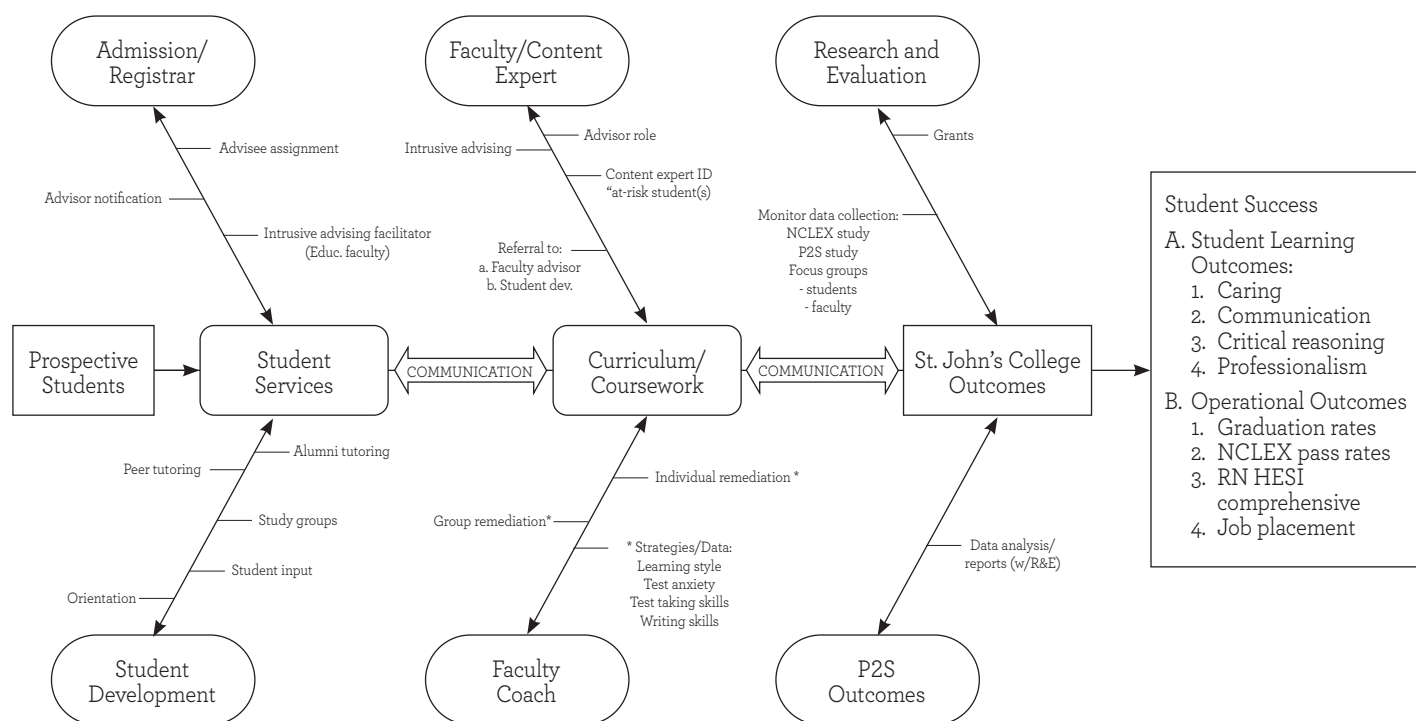 Admission/
Registrar
Faculty/Content
Expert
Research and
Evaluation
Advisee assignment
Advisor notification
Intrusive advising facilitator
(Educ. faculty)
Advisor role
Intrusive advising
Content expert ID
“at-risk student(s)
Referral to:
a. Faculty advisor
b. Student dev.
Grants
Monitor data collection:
NCLEX study
P2S study
Focus groups
- students
- faculty
Prospective
Students
Student
Services
COMMUNICATION
Curriculum/
Coursework
COMMUNICATION
St. John’s College
Outcomes
Student Success
A. Student Learning
Outcomes:
1. Caring
2. Communication
3. Critical reasoning
4. Professionalism
B. Operational Outcomes
1. Graduation rates
2. NCLEX pass rates
3. RN HESI
comprehensive
4. Job placement
Alumni tutoring
Peer tutoring
Study groups
Student input
Orientation
Individual remediation *
Group remediation*
* Strategies/Data:
Learning style
Test anxiety
Test taking skills
Writing skills
Data analysis/
reports (w/R&E)
Student
Development
Faculty
Coach
P2S
Outcomes